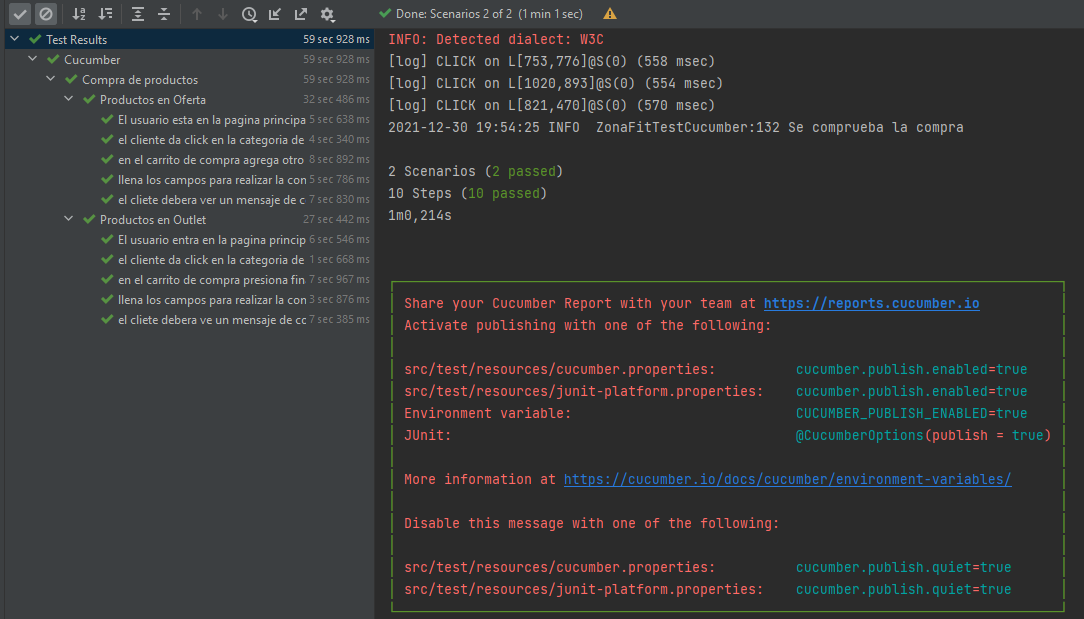 Done: Scenarios 2 of 2 (1 min 1 sec)
Test Results 59 sec 928 ms
Cucumber 59 sec 928 ms
Compra de productos 59 sec 928 ms
Productos en Oferta 32 sec 486 ms
El usuario esta en la pagina principa 5 sec 638 ms
el cliente da click en la categoria de 4 sec 340 ms
en el carrito de compra agrega otro 8 sec 892 ms
llena los campos para realizar la con 5 sec 786 ms
el cliete debera ver un mensaje de c 7 sec 830 ms
Productos en Outlet 27 sec 442 ms
El usuario entra en la pagina princip 6 sec 546 ms
el cliente da click en la categoria de 1 sec 668 ms
en el carrito de compra presiona fin 7 sec 967 ms
llena los campos para realizar la con 3 sec 876 ms
el cliete debera ve un mensaje de cc 7 sec 385 ms
INFO: Detected dialect: W3C
[log] CLICK on L[753,776]@S(0) (558 msec)
[log] CLICK on L[1020,893]@S(0) (554 msec)
[log] CLICK on L[821,470]@S(0) (570 msec)
2021-12-30 19:54:25 INFO  ZonaFitTestCucumber:132 Se comprueba la compra
2 Scenarios (2 passed)
10 Steps (10 passed)
1m0,214s
Share your Cucumber Report with your team at https://reports.cucumber.io
Activate publishing with one of the following:
src/test/resources/cucumber.properties: cucumber.publish.enabled=true
src/test/resources/junit-platform.properties: cucumber.publish.enabled=true
Environment variable: CUCUMBER_PUBLISH_ENABLED=true
JUnit: @CucumberOptions(publish = true)
More information at https://cucumber.io/docs/cucumber/environment-variables/
Disable this message with one of the following:
src/test/resources/cucumber.properties: cucumber.publish.quiet=true
src/test/resources/junit-platform.properties: cucumber.publish.quiet=true